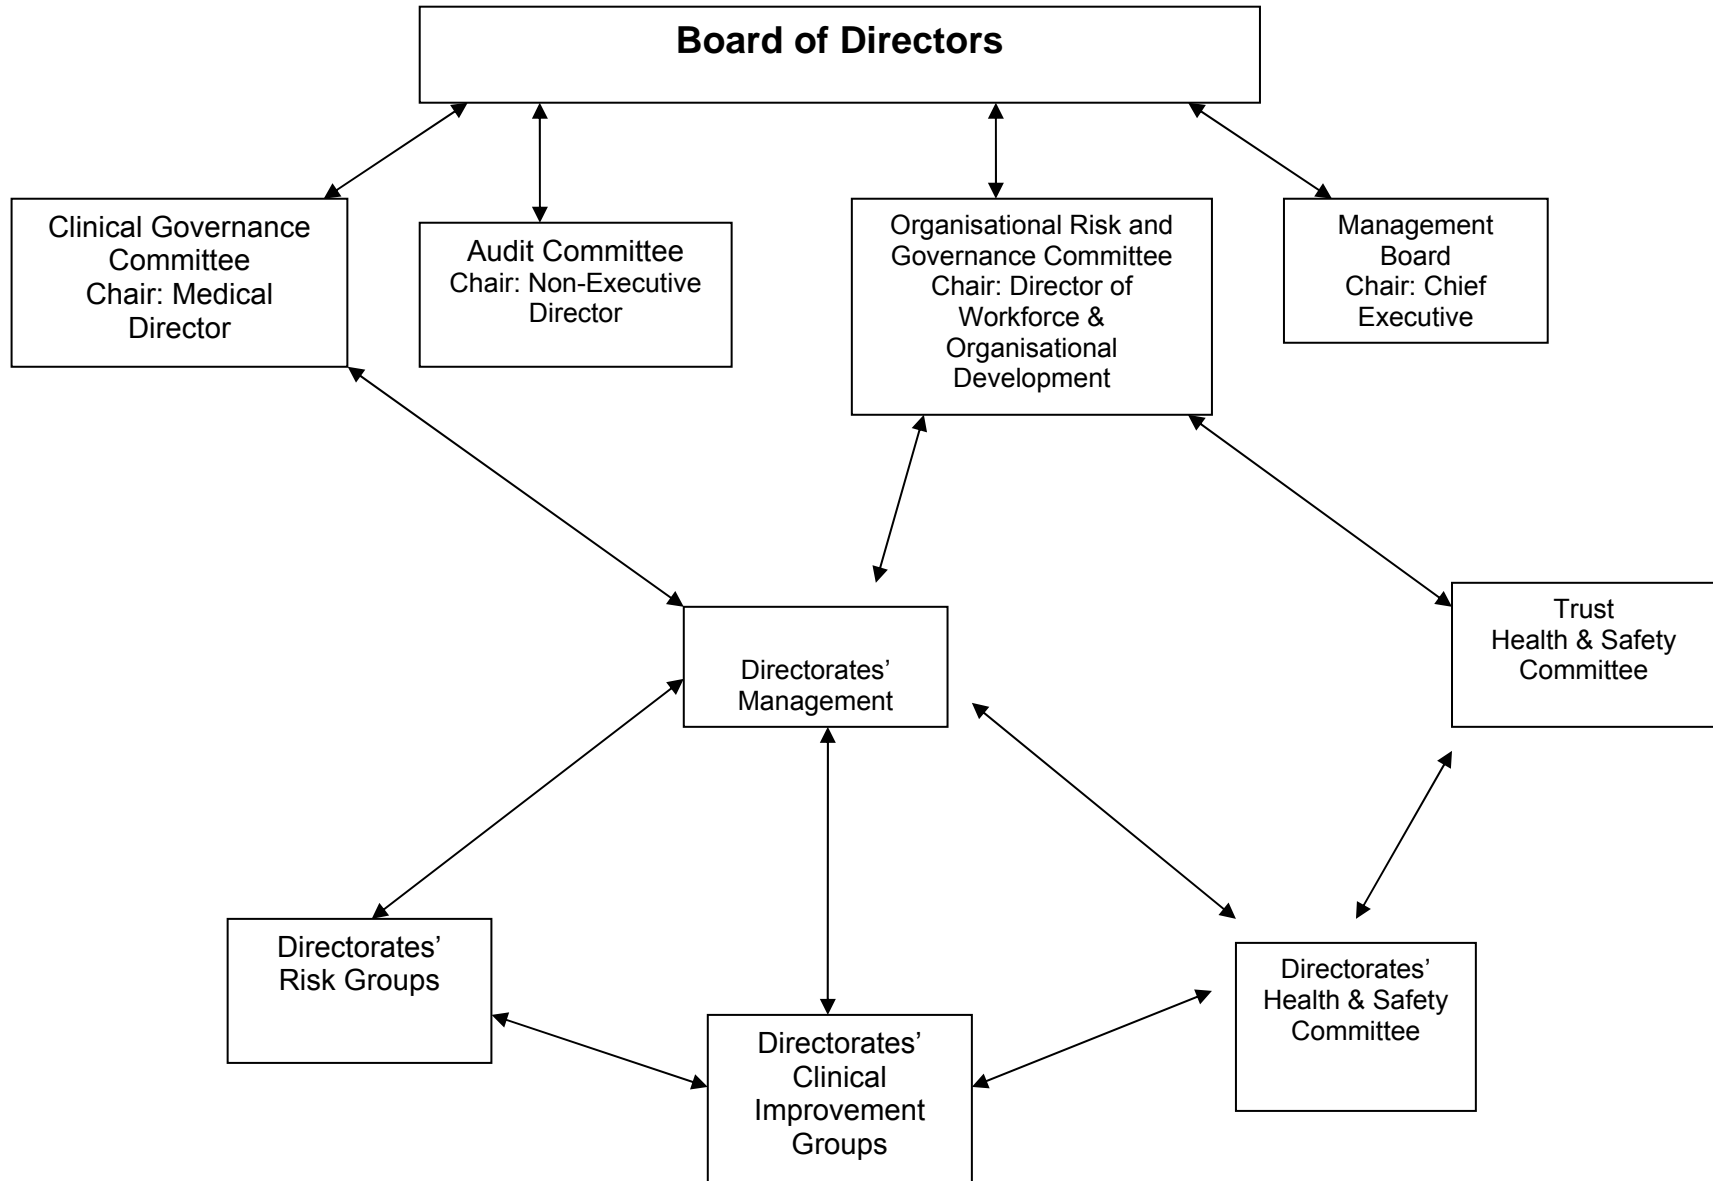 Board of Directors
Clinical Governance
Committee
Chair: Medical
Director
Audit Committee
Chair: Non-Executive
Director
Organisational Risk and
Governance Committee
Chair: Director of
Workforce &
Organisational
Development
Management
Board
Chair: Chief
Executive
Directorates’
Management
Trust
Health & Safety
Committee
Directorates’
Risk Groups
Directorates’
Clinical
Improvement
Groups
Directorates’
Health & Safety
Committee